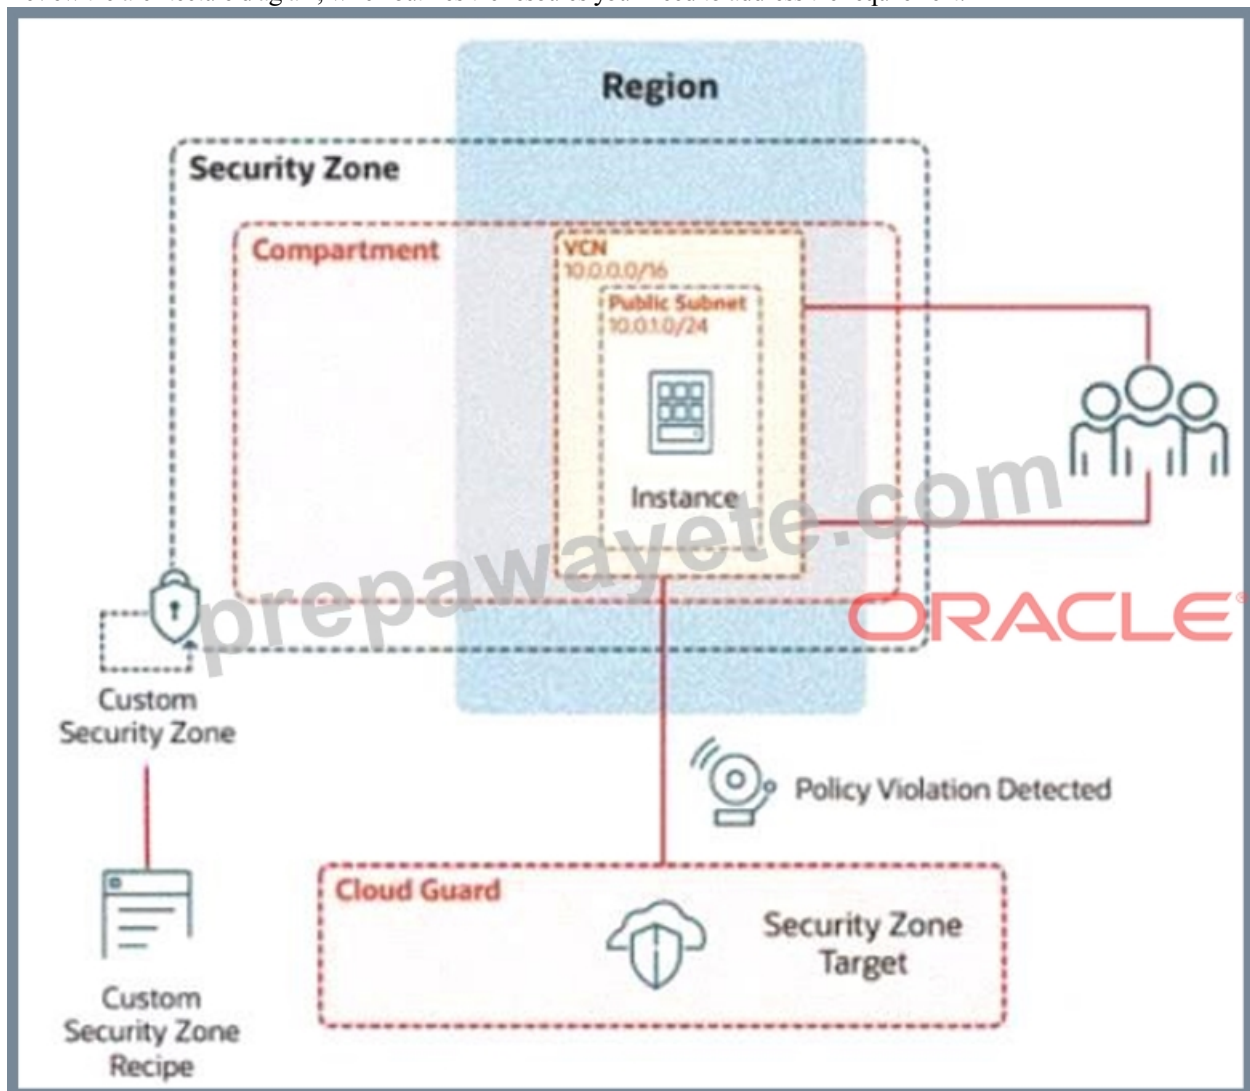 Region
Security Zone
Compartment
VCN
10.0.0.0/16
Public Subnet
10.0.1.0/24
Instance
prepawayete.com
ORACLE
Custom
Security Zone
Policy Violation Detected
Cloud Guard
Security Zone
Target
Custom
Security Zone
Recipe